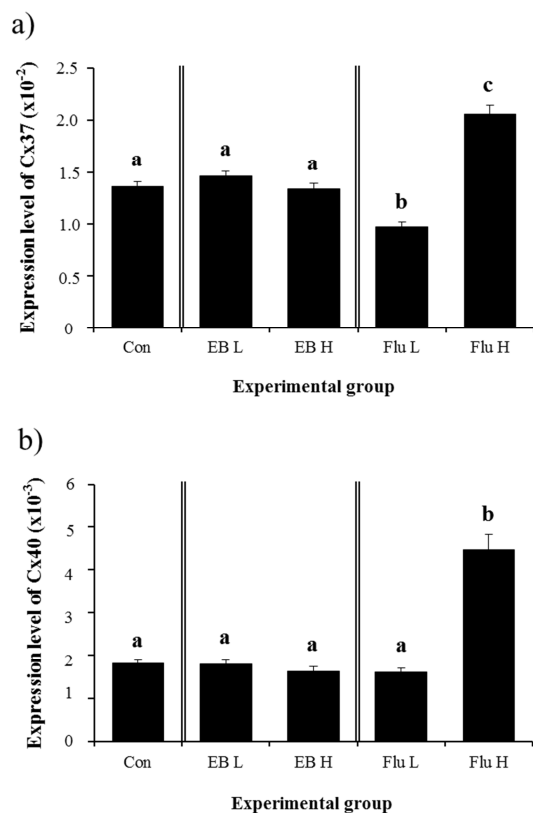 a)
Expression level of Cx37 (x10⁻²)
2.5
2.0
1.5
1.0
0.5
0
a
a
a
b
c
Con
EB L
EB H
Flu L
Flu H
Experimental group
b)
Expression level of Cx40 (x10⁻³)
6
5
4
3
2
1
0
a
a
a
a
b
Con
EB L
EB H
Flu L
Flu H
Experimental group